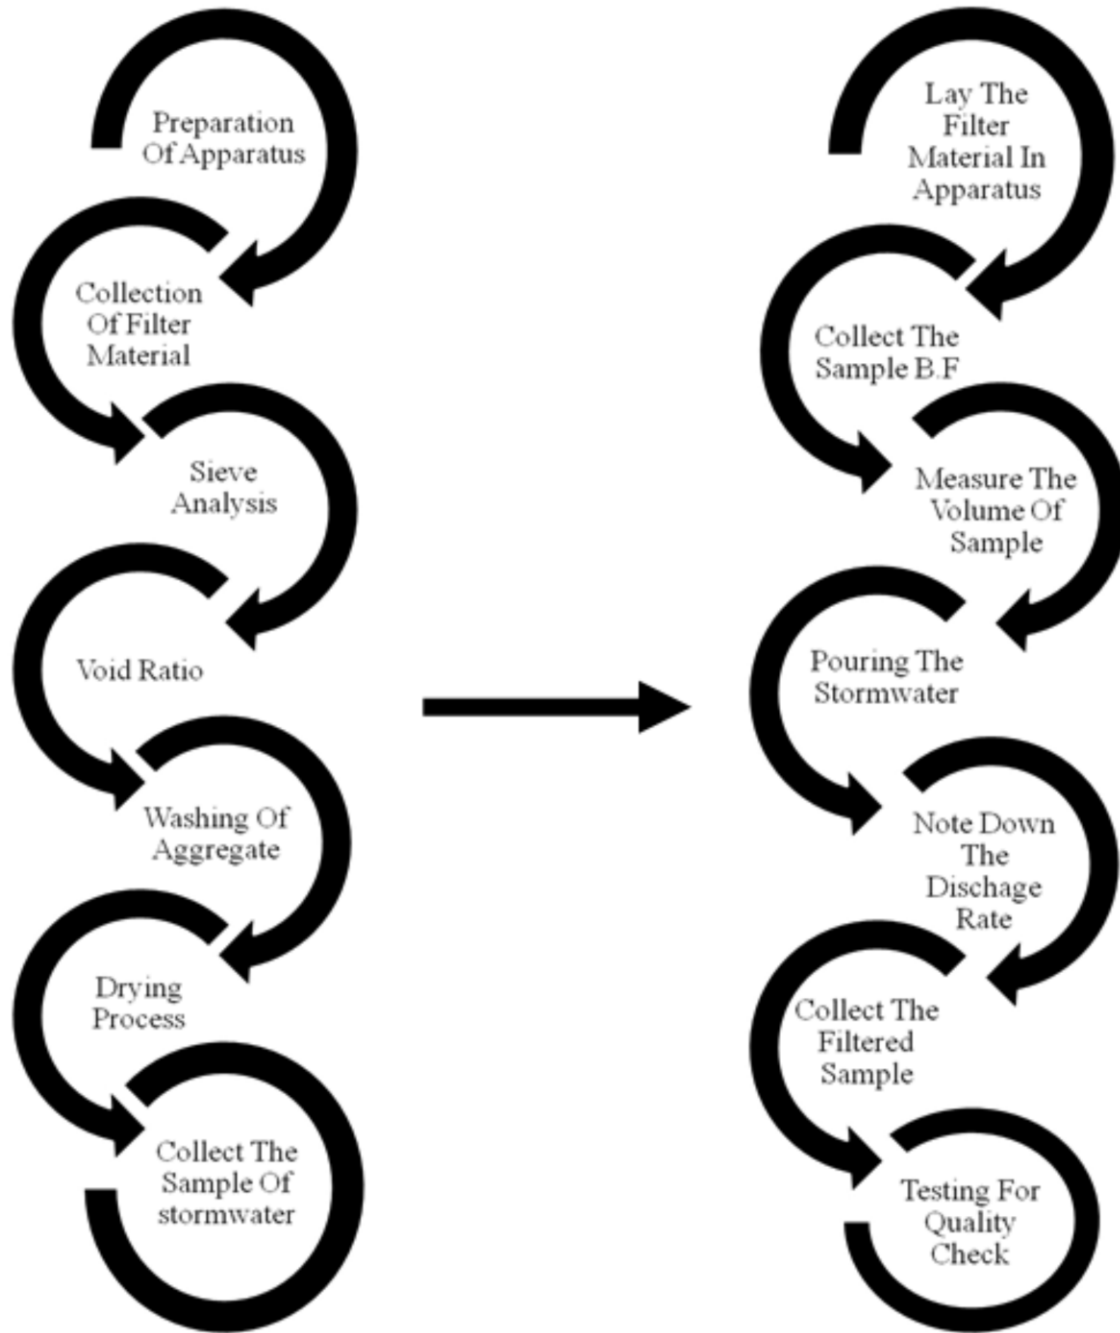 Preparation
Of Apparatus
Collection
Of Filter
Material
Sieve
Analysis
Void Ratio
Washing Of
Aggregate
Drying
Process
Collect The
Sample Of
stormwater
Lay The
Filter
Material In
Apparatus
Collect The
Sample B.F
Measure The
Volume Of
Sample
Pouring The
Stormwater
Note Down
The
Dischage
Rate
Collect The
Filtered
Sample
Testing For
Quality
Check